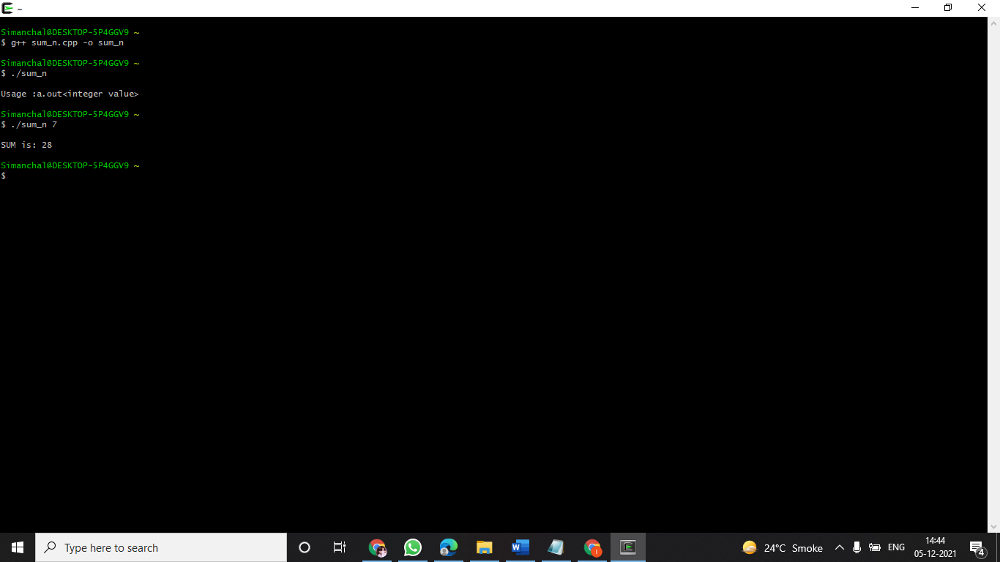 ~
Simanchal@DESKTOP-5P4GGV9 ~
$ g++ sum_n.cpp -o sum_n
Simanchal@DESKTOP-5P4GGV9 ~
$ ./sum_n
Usage :a.out<integer value>
Simanchal@DESKTOP-5P4GGV9 ~
$ ./sum_n 7
SUM is: 28
Simanchal@DESKTOP-5P4GGV9 ~
$
Type here to search
24°C Smoke
ENG
14:44
05-12-2021
4